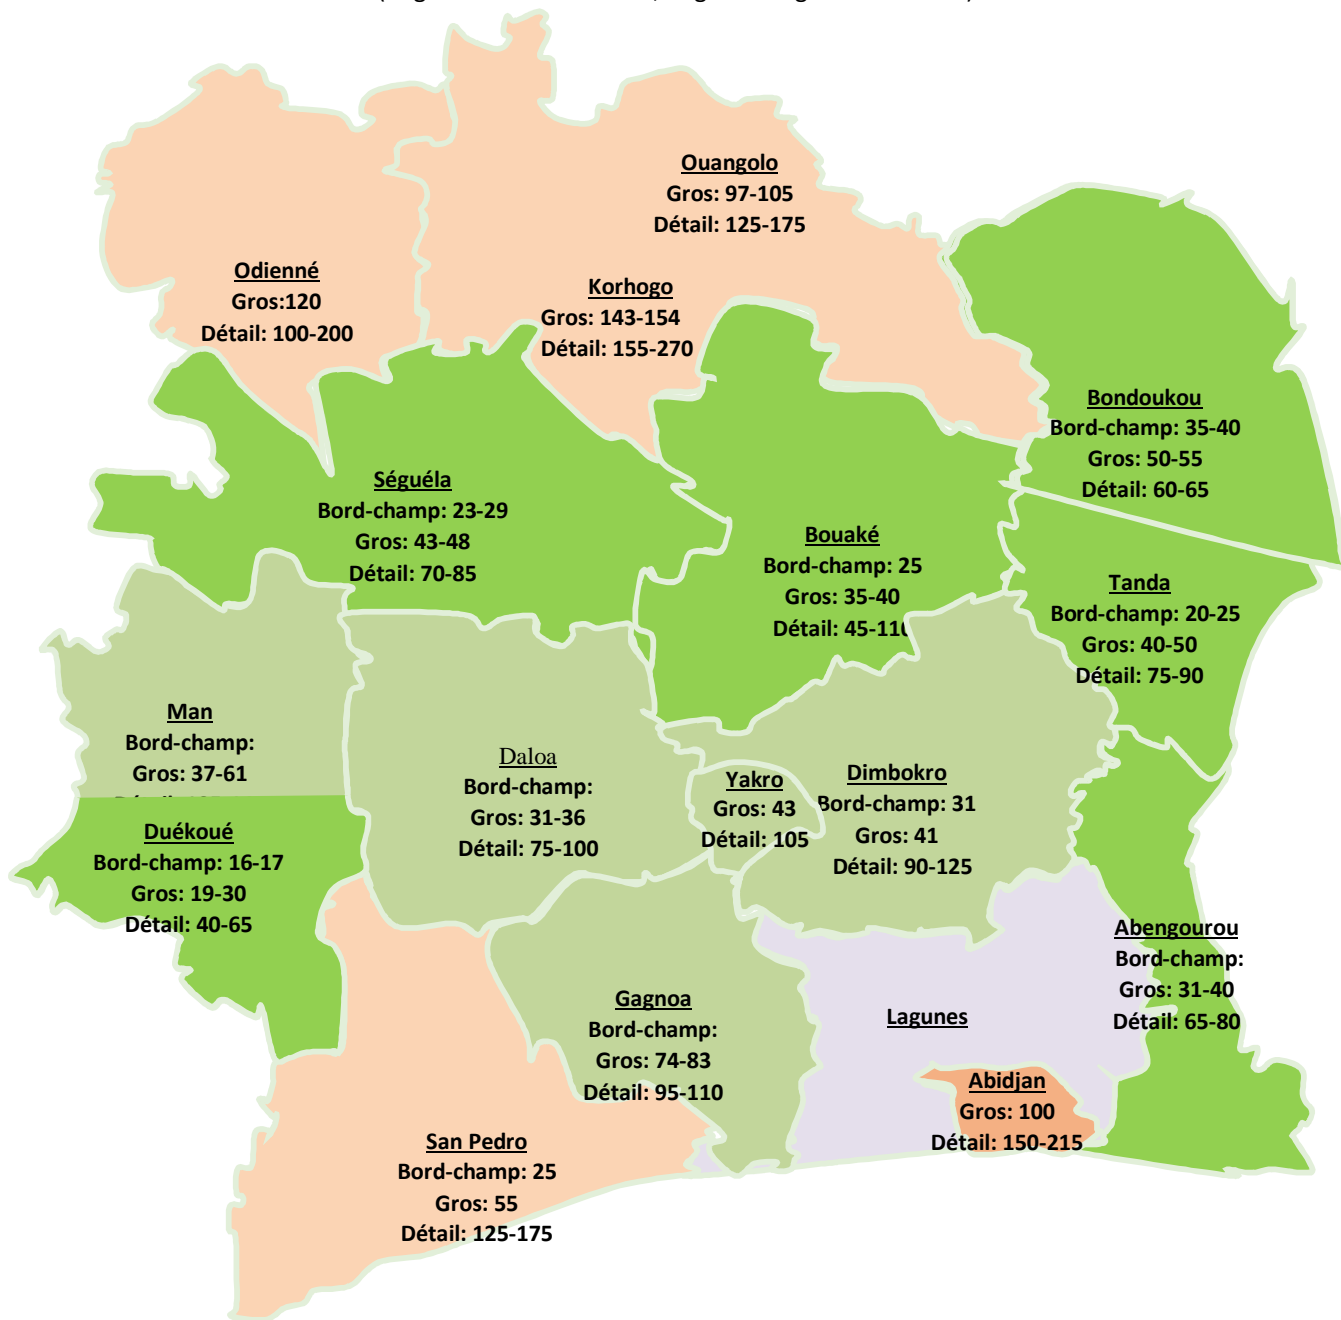 Ouangolo
Gros: 97-105
Détail: 125-175
Odienné
Gros:120
Détail: 100-200
Korhogo
Gros: 143-154
Détail: 155-270
Bondoukou
Bord-champ: 35-40
Gros: 50-55
Détail: 60-65
Séguéla
Bord-champ: 23-29
Gros: 43-48
Détail: 70-85
Bouaké
Bord-champ: 25
Gros: 35-40
Détail: 45-110
Tanda
Bord-champ: 20-25
Gros: 40-50
Détail: 75-90
Man
Bord-champ:
Gros: 37-61
Daloa
Bord-champ:
Gros: 31-36
Détail: 75-100
Yakro
Gros: 43
Détail: 105
Dimbokro
Bord-champ: 31
Gros: 41
Détail: 90-125
Duékoué
Bord-champ: 16-17
Gros: 19-30
Détail: 40-65
Abengourou
Bord-champ:
Gros: 31-40
Détail: 65-80
Gagnoa
Bord-champ:
Gros: 74-83
Détail: 95-110
Lagunes
Abidjan
Gros: 100
Détail: 150-215
San Pedro
Bord-champ: 25
Gros: 55
Détail: 125-175